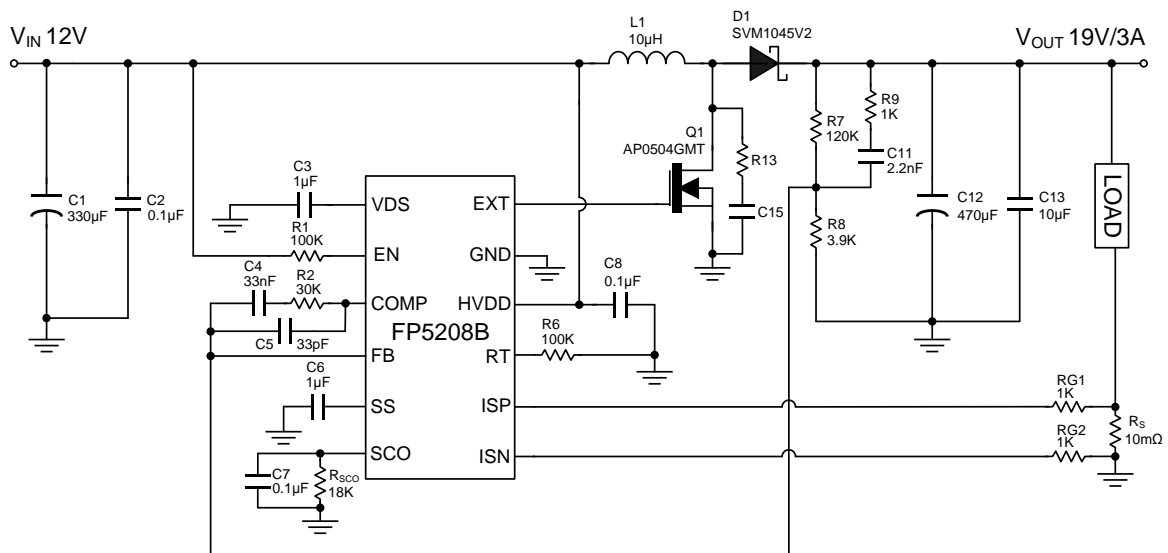 VIN 12V
L1
10µH
D1
SVM1045V2
VOUT 19V/3A
C1
330µF
C2
0.1µF
C3
1µF
R1
100K
C4
33nF
R2
30K
C5
33pF
C6
1µF
C7
0.1µF
RSCO
18K
VDS
EN
COMP
FB
SS
SCO
FP5208B
EXT
GND
HVDD
RT
ISP
ISN
Q1
AP0504GMT
R13
C15
C8
0.1µF
R6
100K
R7
120K
R9
1K
C11
2.2nF
R8
3.9K
C12
470µF
C13
10µF
LOAD
RG1
1K
RG2
1K
RS
10mΩ